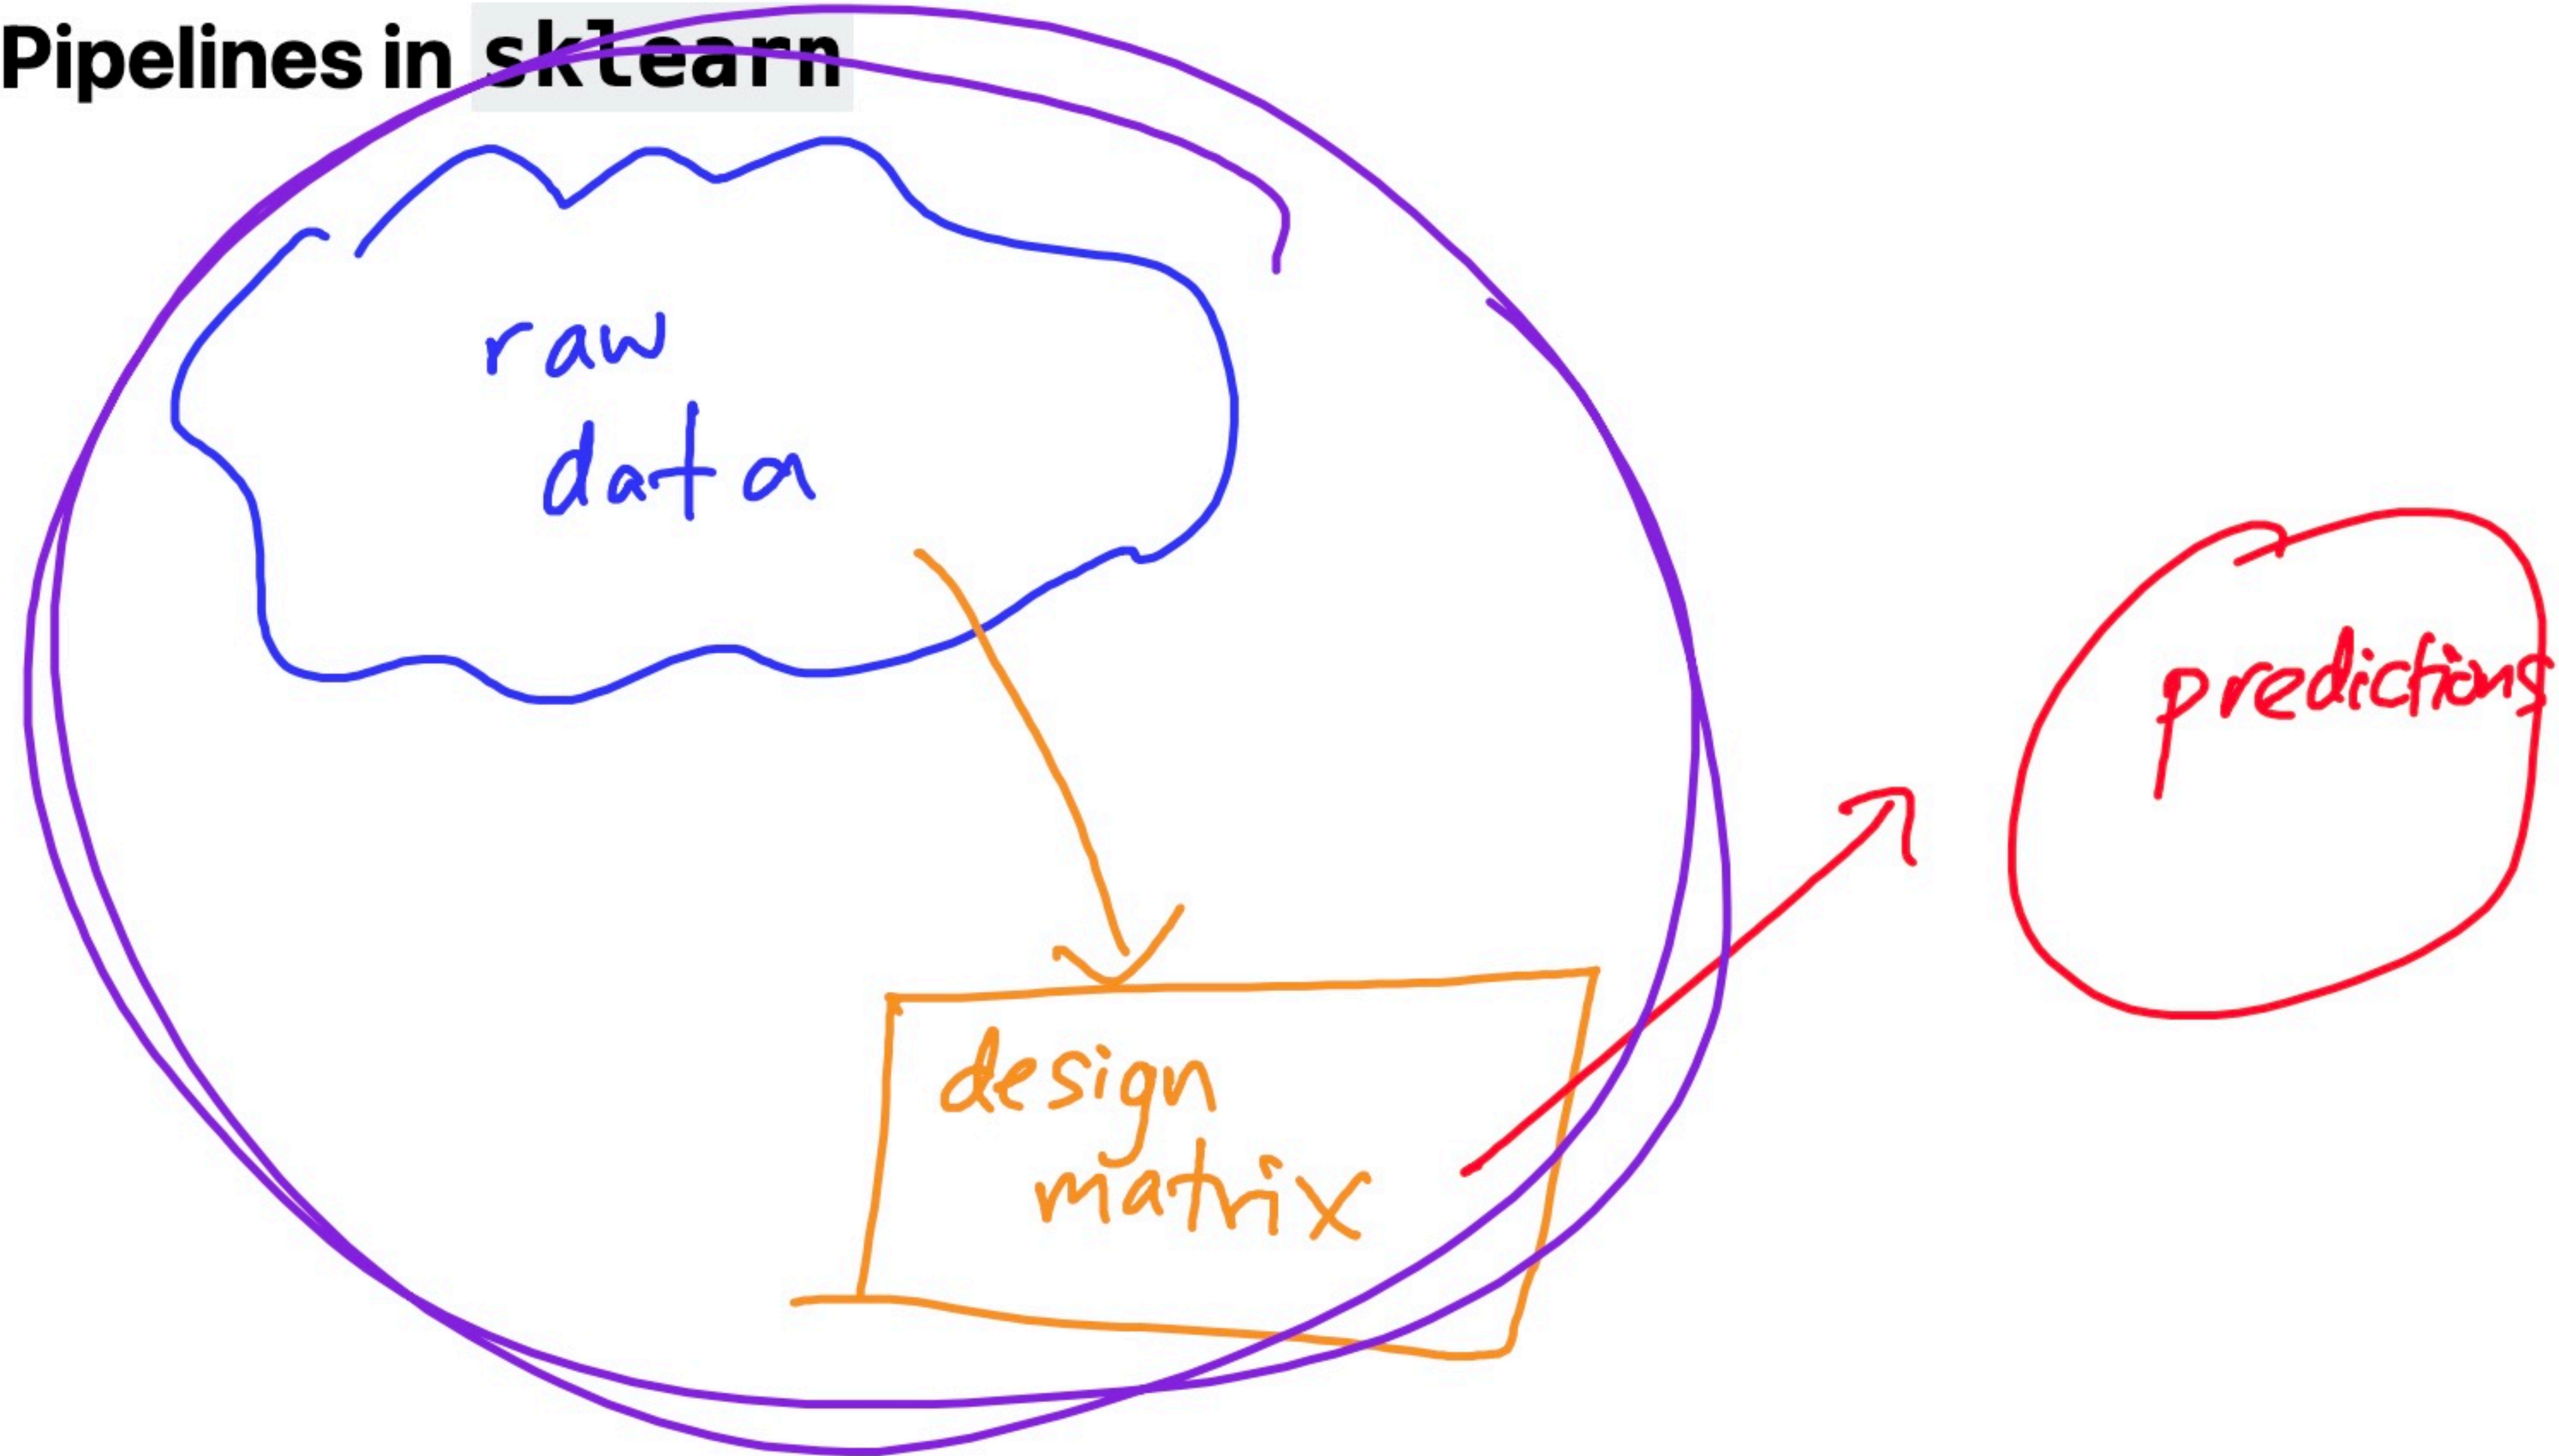 Pipelines in sklearn
raw
data
predictions
design
matrix